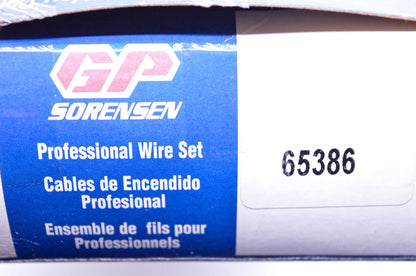 GP
SORENSEN
Professional Wire Set
Cables de Encendido
Profesional
Ensemble de fils pour
Professionnels
65386